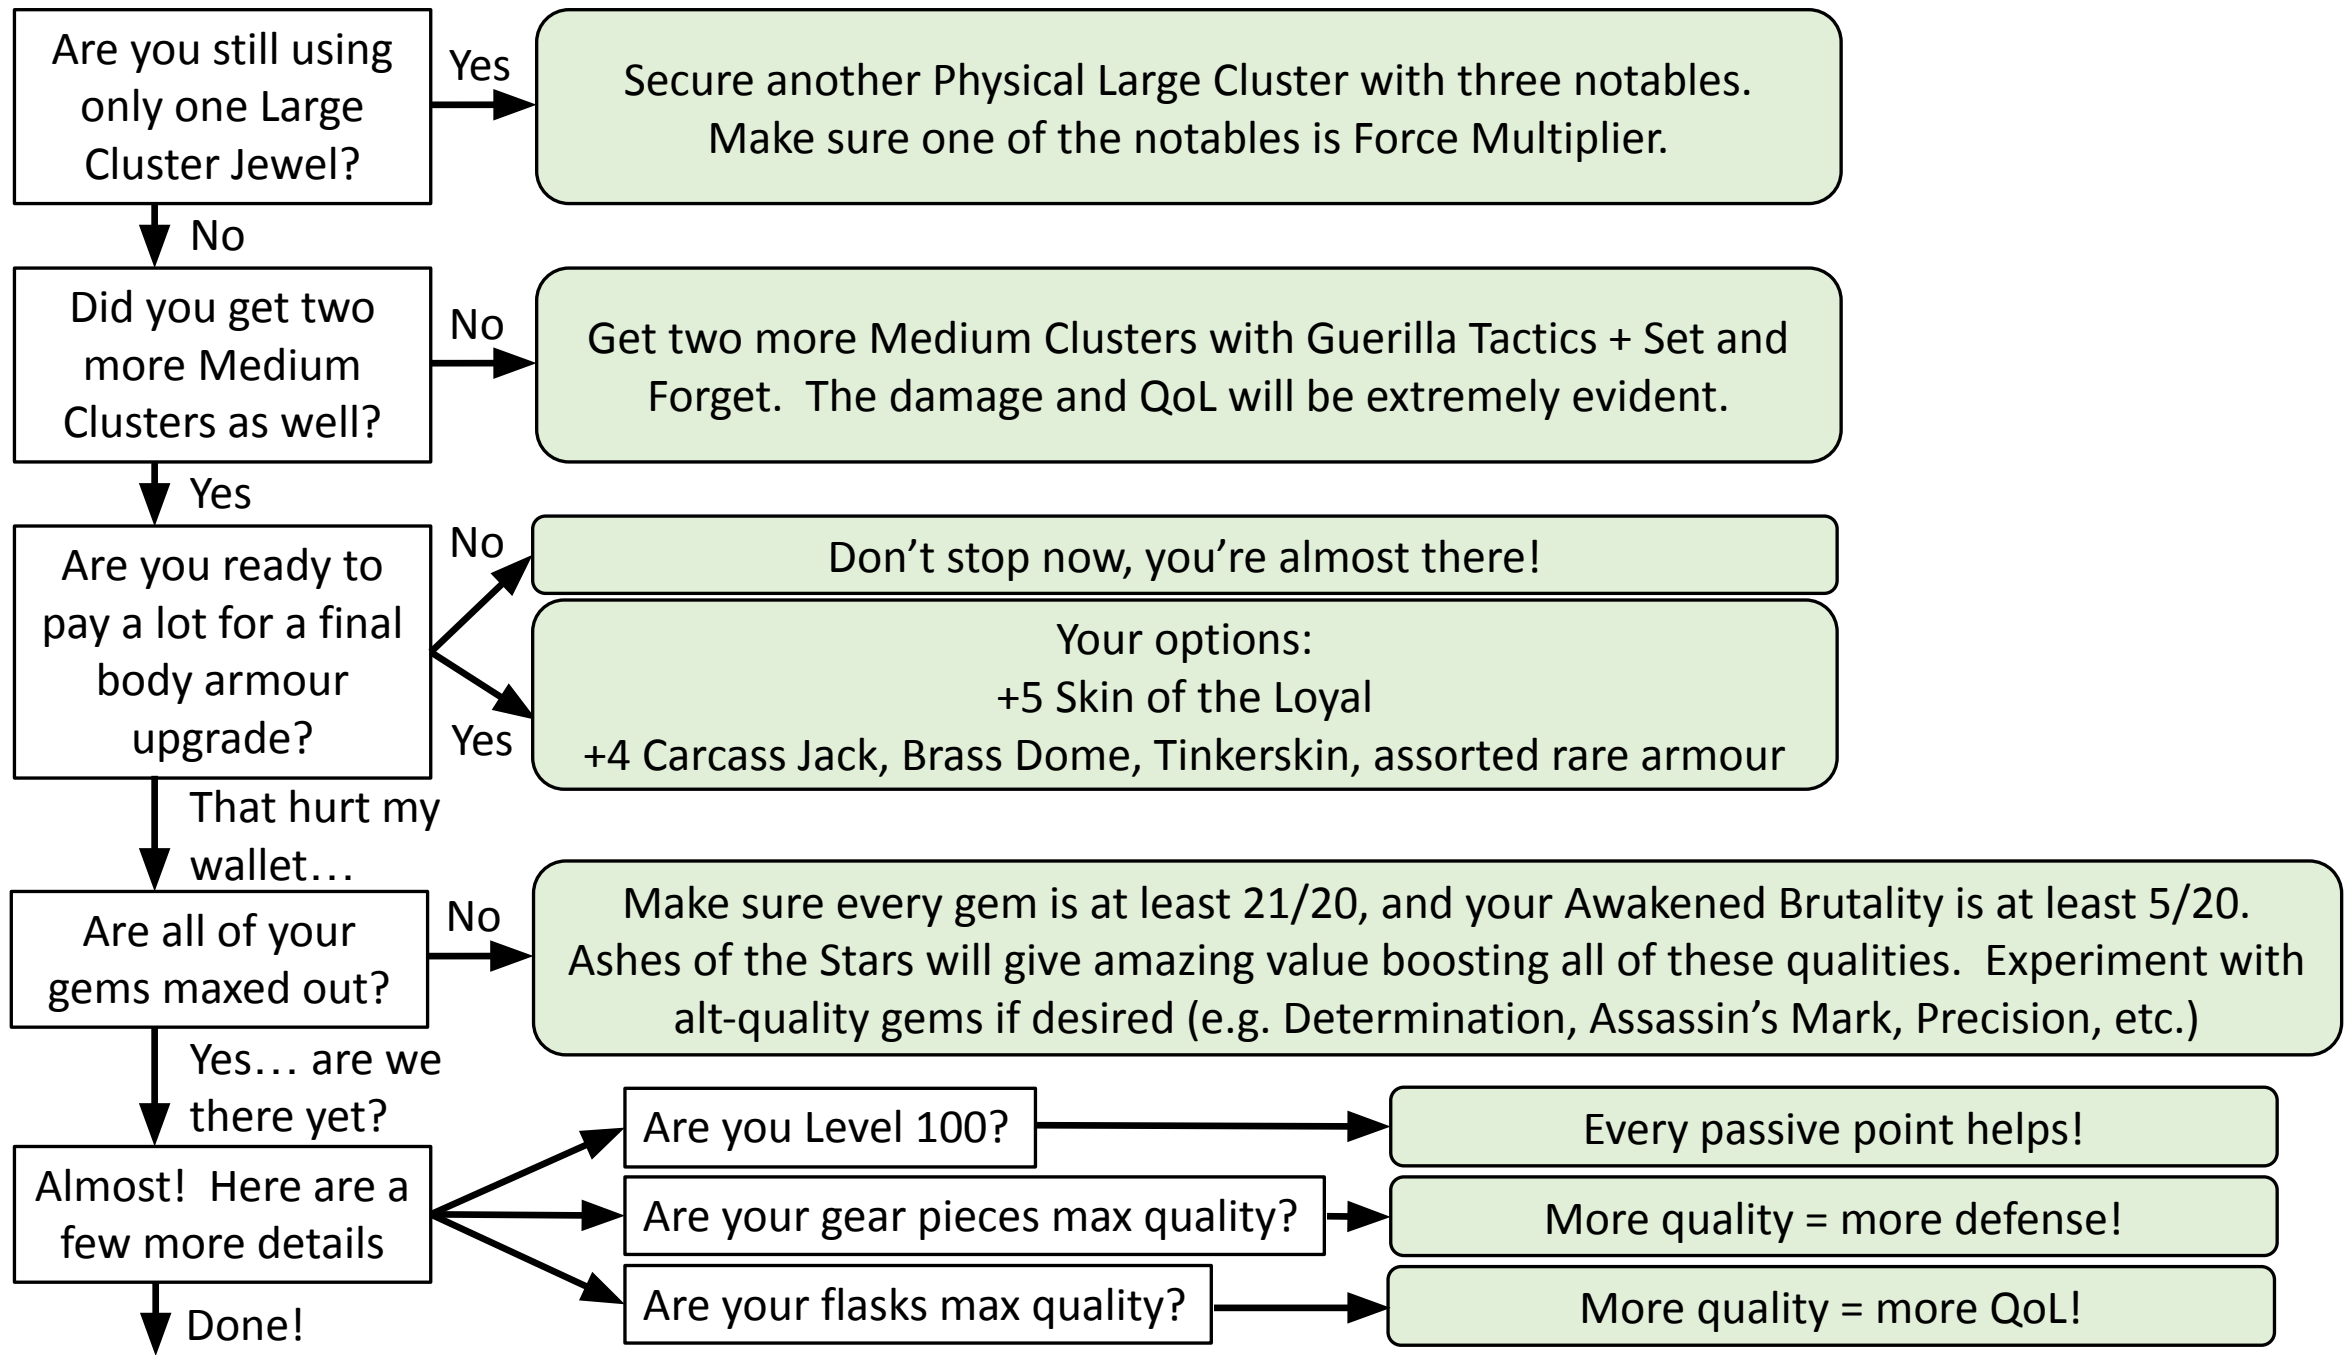 Are you still using
only one Large
Cluster Jewel?
Yes
Secure another Physical Large Cluster with three notables.
Make sure one of the notables is Force Multiplier.
No
Did you get two
more Medium
Clusters as well?
No
Get two more Medium Clusters with Guerilla Tactics + Set and
Forget.  The damage and QoL will be extremely evident.
Yes
Are you ready to
pay a lot for a final
body armour
upgrade?
No
Don’t stop now, you’re almost there!
Yes
Your options:
+5 Skin of the Loyal
+4 Carcass Jack, Brass Dome, Tinkerskin, assorted rare armour
That hurt my
wallet…
Are all of your
gems maxed out?
No
Make sure every gem is at least 21/20, and your Awakened Brutality is at least 5/20.
Ashes of the Stars will give amazing value boosting all of these qualities.  Experiment with
alt-quality gems if desired (e.g. Determination, Assassin’s Mark, Precision, etc.)
Yes… are we
there yet?
Almost!  Here are a
few more details
Are you Level 100?
Every passive point helps!
Are your gear pieces max quality?
More quality = more defense!
Are your flasks max quality?
More quality = more QoL!
Done!